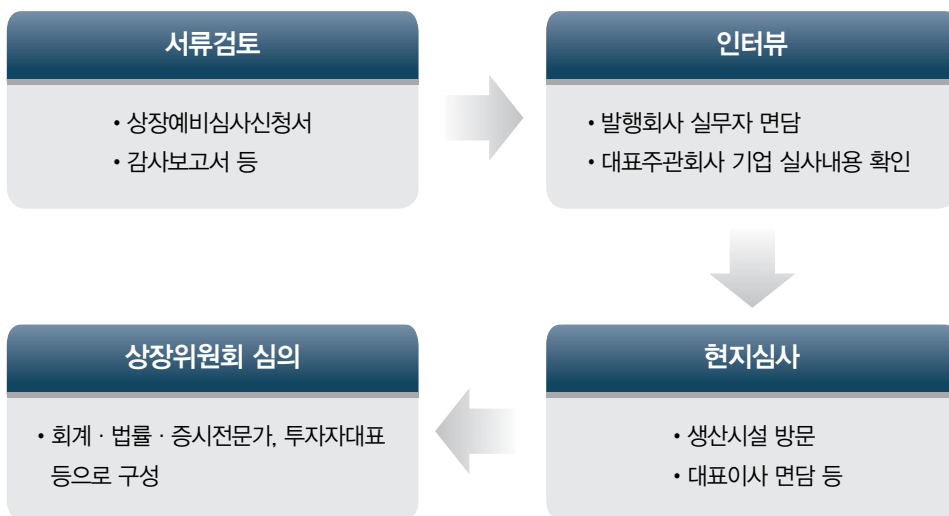 서류검토
• 상장예비심사신청서
• 감사보고서 등
인터뷰
• 발행회사 실무자 면담
• 대표주관회사 기업 실사내용 확인
현지심사
• 생산시설 방문
• 대표이사 면담 등
상장위원회 심의
• 회계 · 법률 · 증시전문가, 투자자대표
등으로 구성